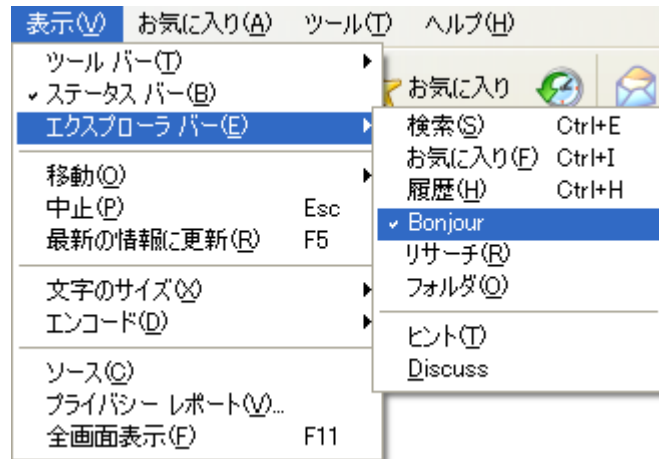 表示(V) お気に入り(A) ツール(T) ヘルプ(H)
お気に入り
ツール バー(T)
ステータス バー(B)
エクスプローラ バー(E)
移動(O)
中止(P) Esc
最新の情報に更新(R) F5
文字のサイズ(X)
エンコード(D)
ソース(C)
プライバシー レポート(V)...
全画面表示(F) F11
検索(S) Ctrl+E
お気に入り(F) Ctrl+I
履歴(H) Ctrl+H
Bonjour
リサーチ(R)
フォルダ(O)
ヒント(T)
Discuss